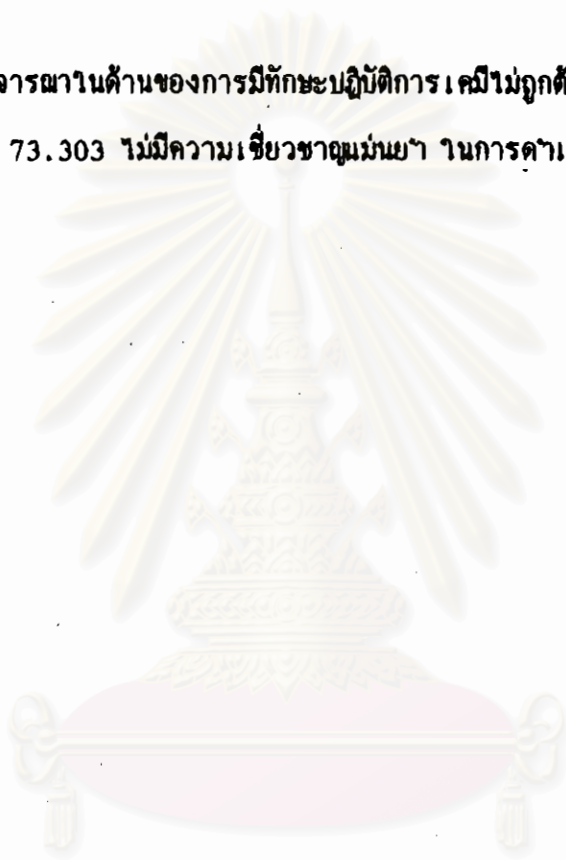 จารณาในด้านของการมีทักษะปฏิบัติการเคมีไม่ถูกต้
73.303 ไม่มีความเชี่ยวชาญแม่นยำ ในการดำเ